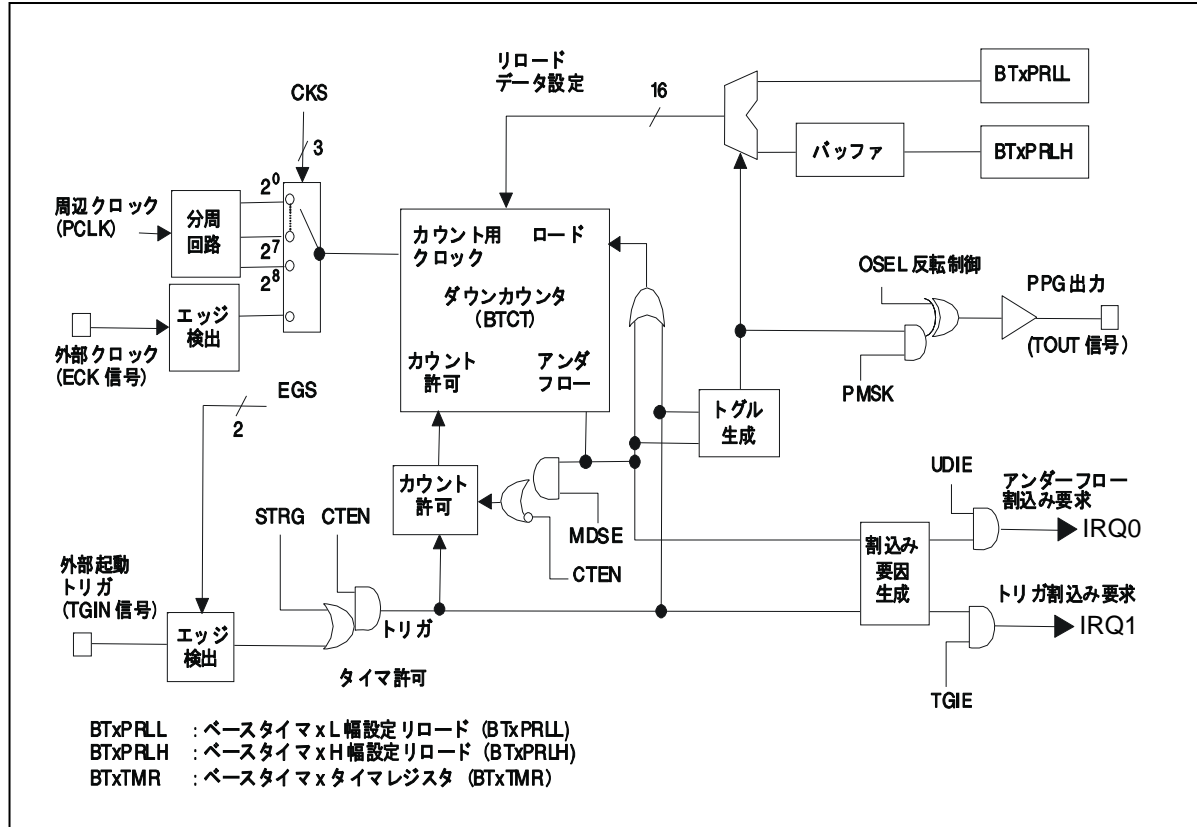 リロード
データ設定
BTxPRLL
CKS
16
3
バッファ
BTxPRLH
2⁰
周辺クロック
(PCLK)
分周
回路
2⁷
2⁸
カウント用
クロック
ロード
ダウンカウンタ
(BTCT)
カウント
許可
アンダ
フロー
OSEL 反転制御
PPG 出力
(TOUT 信号)
PMSK
エッジ
検出
外部クロック
(ECK 信号)
EGS
2
トグル
生成
カウント
許可
MDSE
CTEN
UDIE
アンダーフロー
割込み要求
IRQ0
STRG
CTEN
割込み
要因
生成
外部起動
トリガ
(TGIN 信号)
エッジ
検出
トリガ
タイマ許可
トリガ割込み要求
IRQ1
TGIE
BTxPRLL : ベースタイマ x L 幅設定リロード (BTxPRLL)
BTxPRLH : ベースタイマ x H 幅設定リロード (BTxPRLH)
BTxTMR : ベースタイマ x タイマレジスタ (BTxTMR)